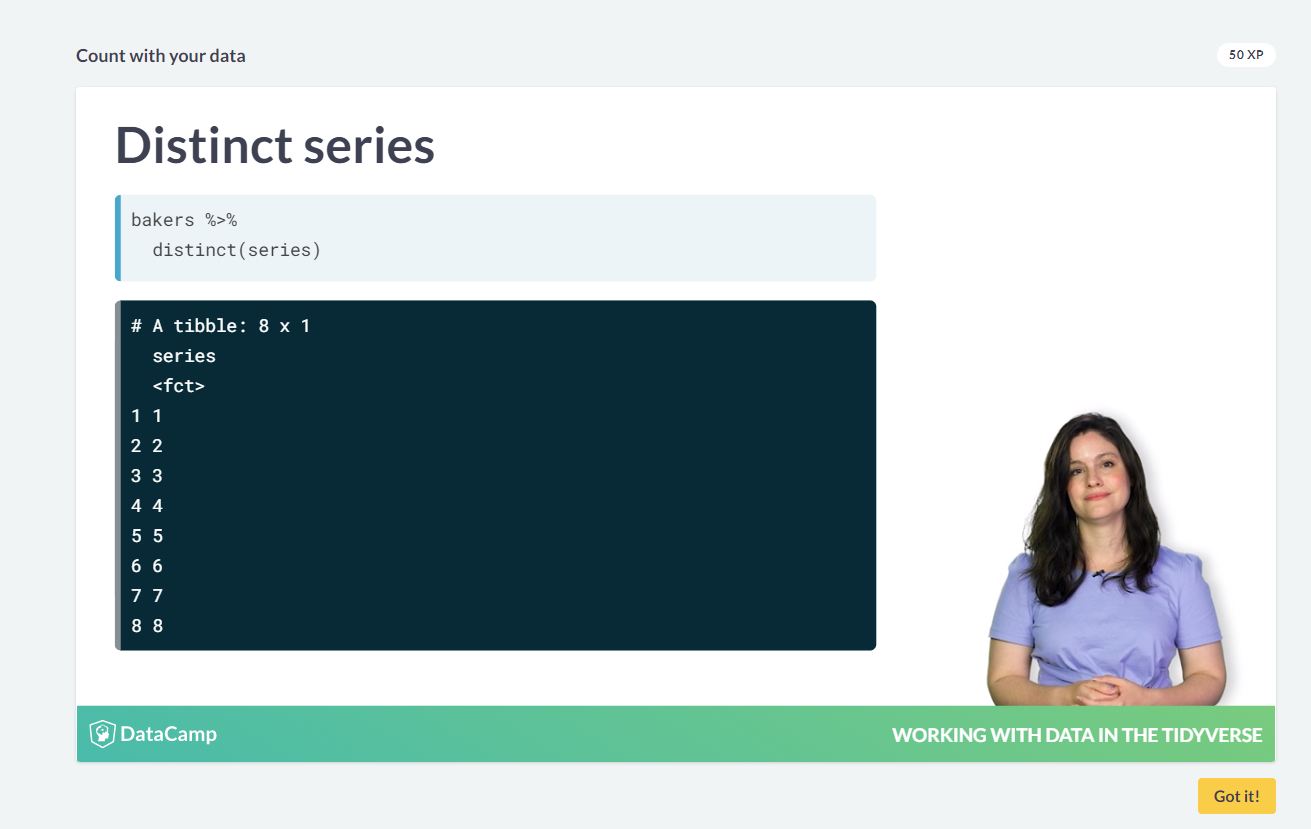 Count with your data
50 XP
Distinct series
bakers %>%
  distinct(series)
# A tibble: 8 x 1
  series
  <fct>
1 1
2 2
3 3
4 4
5 5
6 6
7 7
8 8
DataCamp
WORKING WITH DATA IN THE TIDYVERSE
Got it!